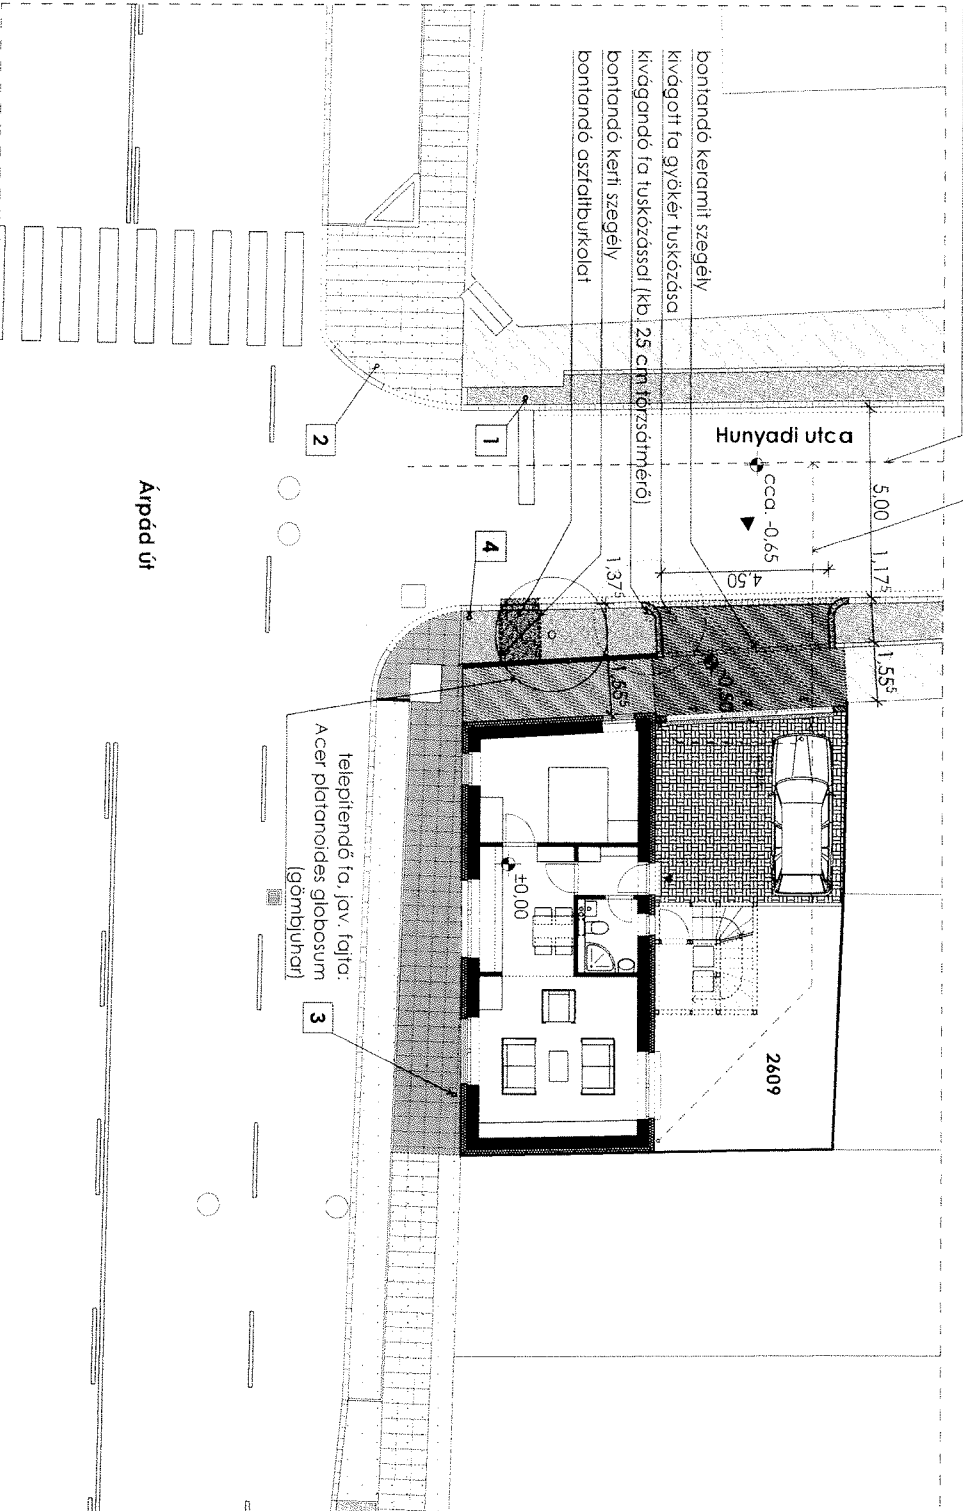 bontandó keramit szegély
kivágott fa gyökér tuskózása
kivágandó fa tuskózással (kb. 25 cm törzsátmérő)
bontandó kerti szegély
bontandó aszfaltburkolat
Hunyadi utca
cca. -0,65
5,00
1,17⁵
4,50
1,37⁵
1,55⁵
1,55⁵
-0,50
1
2
4
Árpád út
±0,00
telepítendő fa, jav. fajta:
Acer platanoides globosum
(gömbjuhar)
3
2609